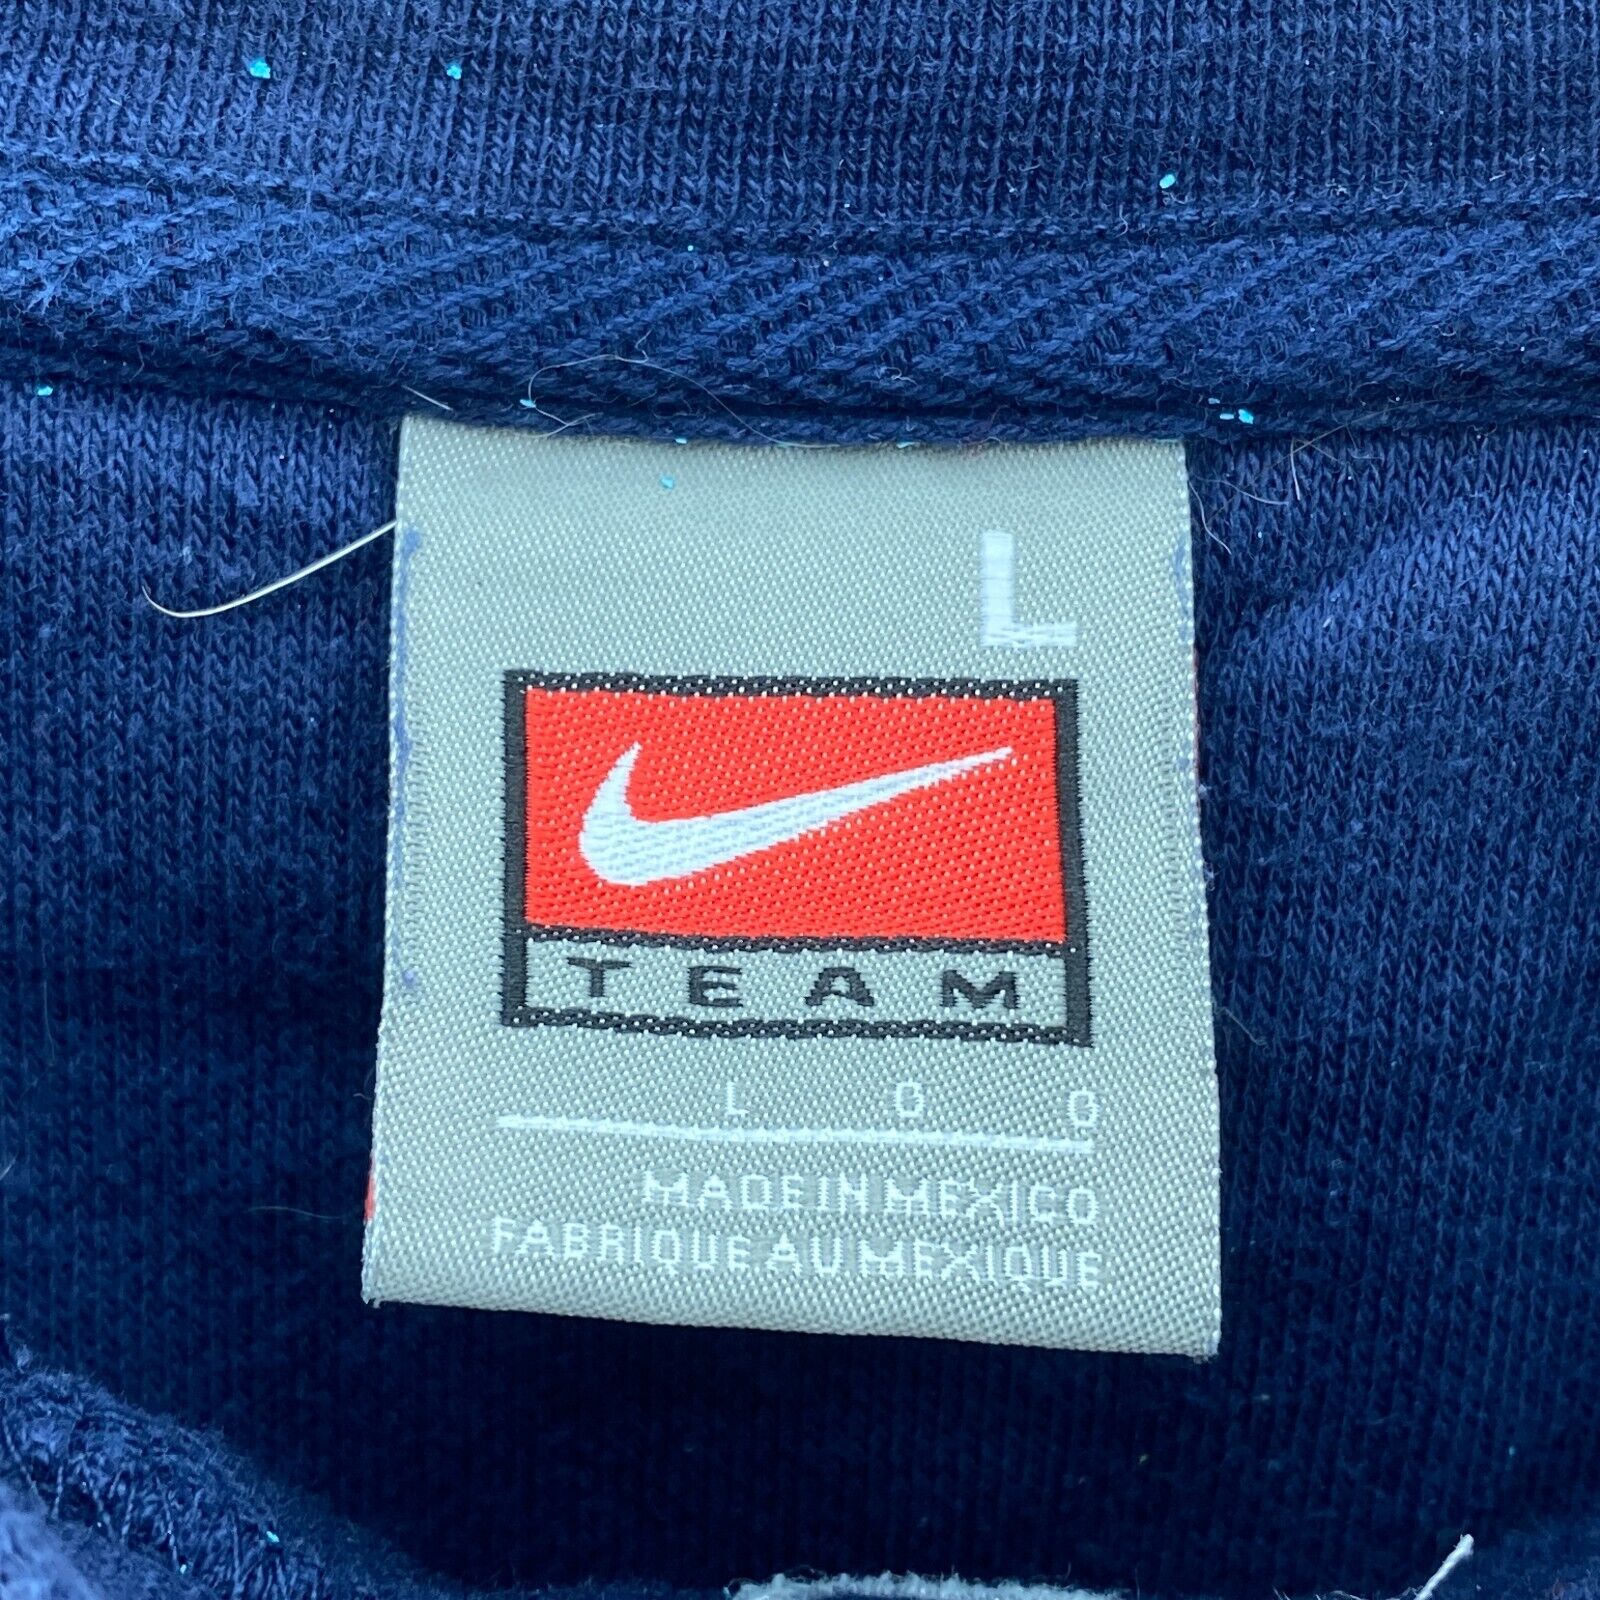 L
TEAM
L G G
MADE IN MEXICO
FABRIQUE AU MEXIQUE